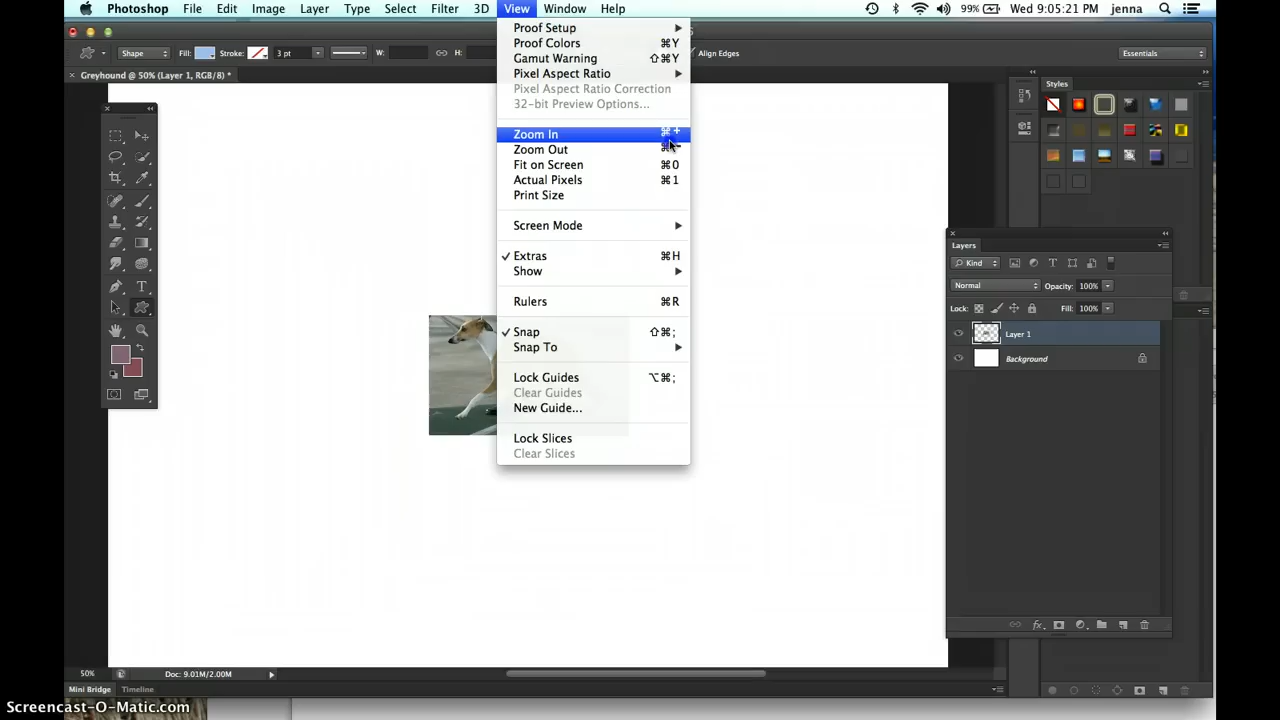 Photoshop File Edit Image Layer Type Select Filter 3D View Window Help 99% Wed 9:05:21 PM jenna
Shape Fill: Stroke: 3 pt W: H: Align Edges Essentials
Greyhound @ 50% (Layer 1, RGB/8) *
Proof Setup
Proof Colors ⌘Y
Gamut Warning ⇧⌘Y
Pixel Aspect Ratio
Pixel Aspect Ratio Correction
32-bit Preview Options...
Zoom In ⌘+
Zoom Out
Fit on Screen ⌘0
Actual Pixels ⌘1
Print Size
Screen Mode
✓ Extras ⌘H
Show
Rulers ⌘R
✓ Snap ⇧⌘;
Snap To
Lock Guides ⌥⌘;
Clear Guides
New Guide...
Lock Slices
Clear Slices
Styles
Layers
Kind
Normal Opacity: 100%
Lock: Fill: 100%
Layer 1
Background
50% Doc: 9.01M/2.00M
Mini Bridge Timeline
Screencast-O-Matic.com